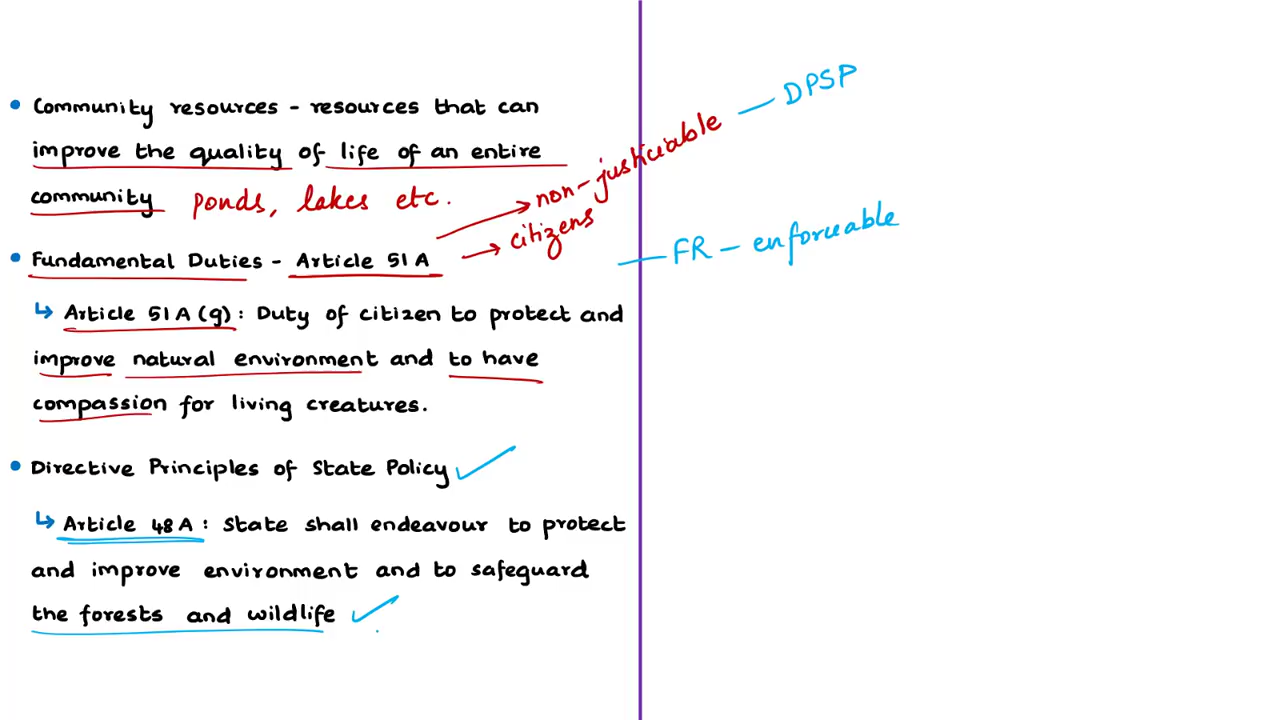 • Community resources - resources that can
improve the quality of life of an entire
community ponds, lakes etc.
→ non-justiciable — DPSP
→ citizens
— FR - enforceable
• Fundamental Duties - Article 51A
↳ Article 51A(g): Duty of citizen to protect and
improve natural environment and to have
compassion for living creatures.
• Directive Principles of State Policy ✓
↳ Article 48A: State shall endeavour to protect
and improve environment and to safeguard
the forests and wildlife ✓